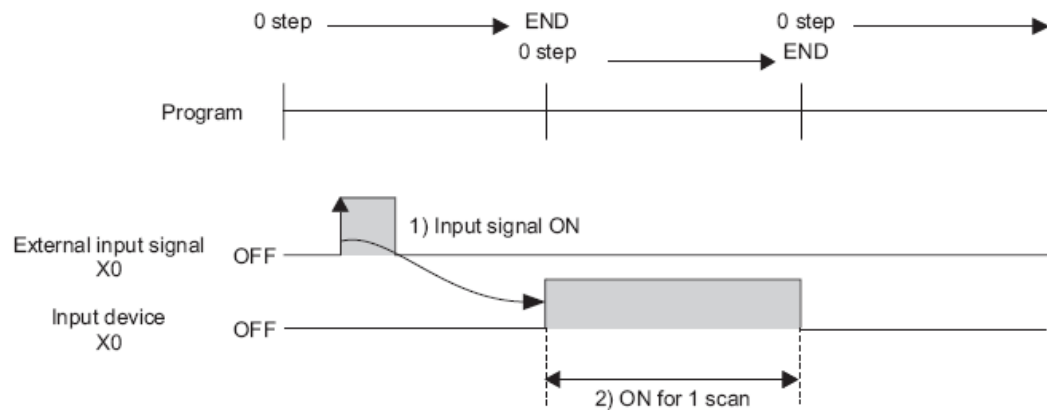 0 step END 0 step
0 step END
Program
1) Input signal ON
External input signal
X0
OFF
Input device
X0
OFF
2) ON for 1 scan